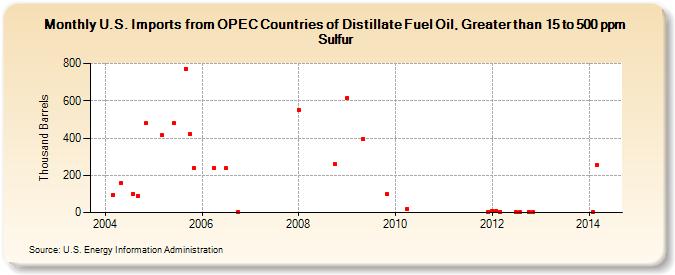 Monthly U.S. Imports from OPEC Countries of Distillate Fuel Oil, Greater than 15 to 500 ppm
Sulfur
Thousand Barrels
800
600
400
200
0
2004 2006 2008 2010 2012 2014
Source: U.S. Energy Information Administration